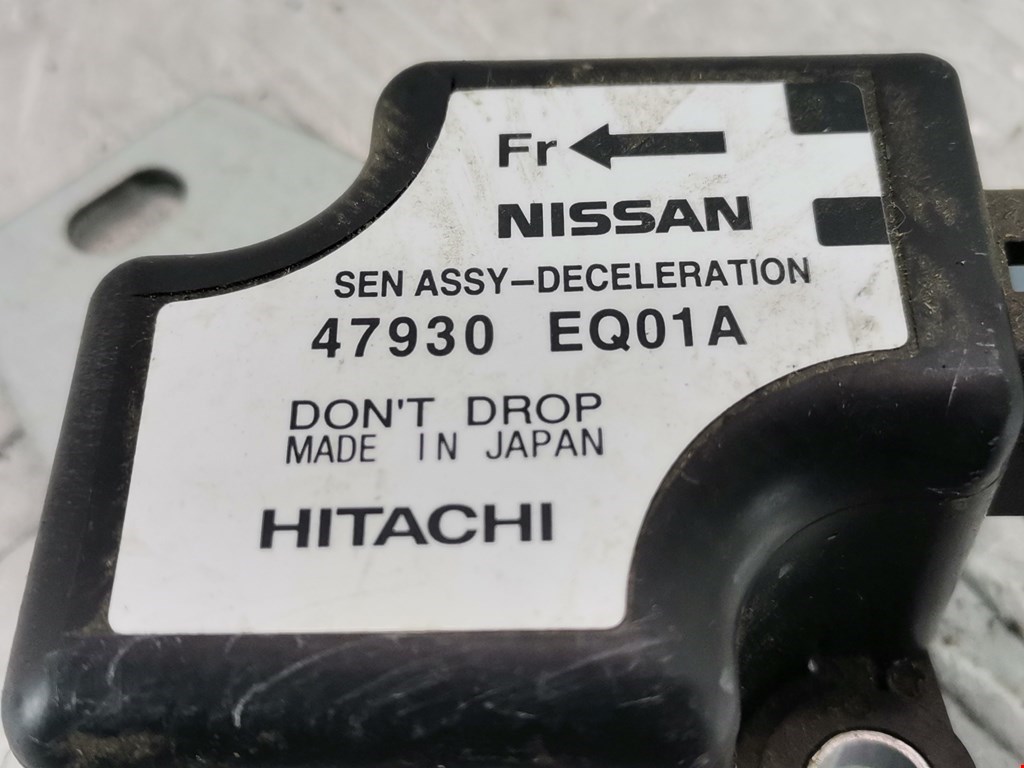 Fr
NISSAN
SEN ASSY-DECELERATION
47930 EQ01A
DON'T DROP
MADE IN JAPAN
HITACHI